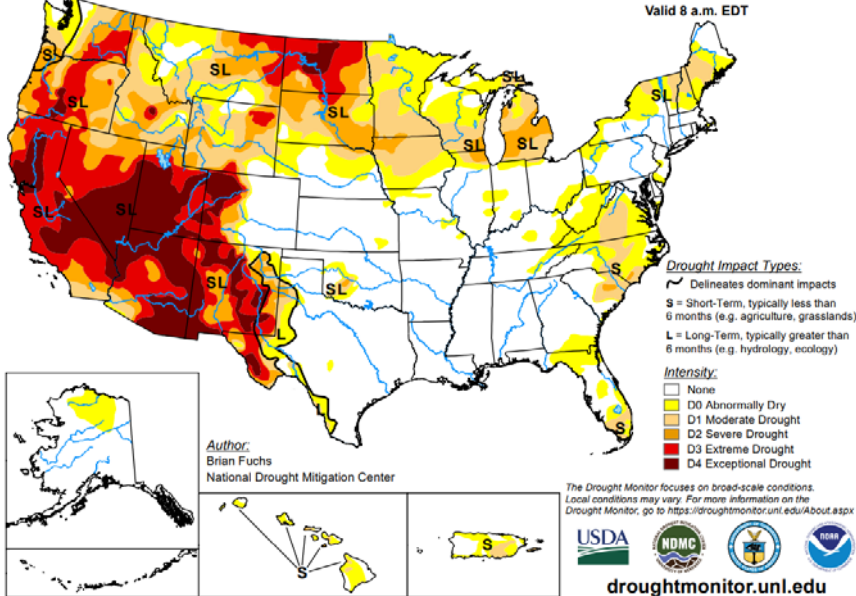 Valid 8 a.m. EDT
S
SL
SL
SL
SL
SL
SL
SL
SL
SL
SL
SL
S
L
L
S
Drought Impact Types:
Delineates dominant impacts
S = Short-Term, typically less than
6 months (e.g. agriculture, grasslands)
L = Long-Term, typically greater than
6 months (e.g. hydrology, ecology)
Intensity:
None
D0 Abnormally Dry
D1 Moderate Drought
D2 Severe Drought
D3 Extreme Drought
D4 Exceptional Drought
Author:
Brian Fuchs
National Drought Mitigation Center
S
S
The Drought Monitor focuses on broad-scale conditions.
Local conditions may vary. For more information on the
Drought Monitor, go to https://droughtmonitor.unl.edu/About.aspx
USDA
NDMC
NOAA
droughtmonitor.unl.edu